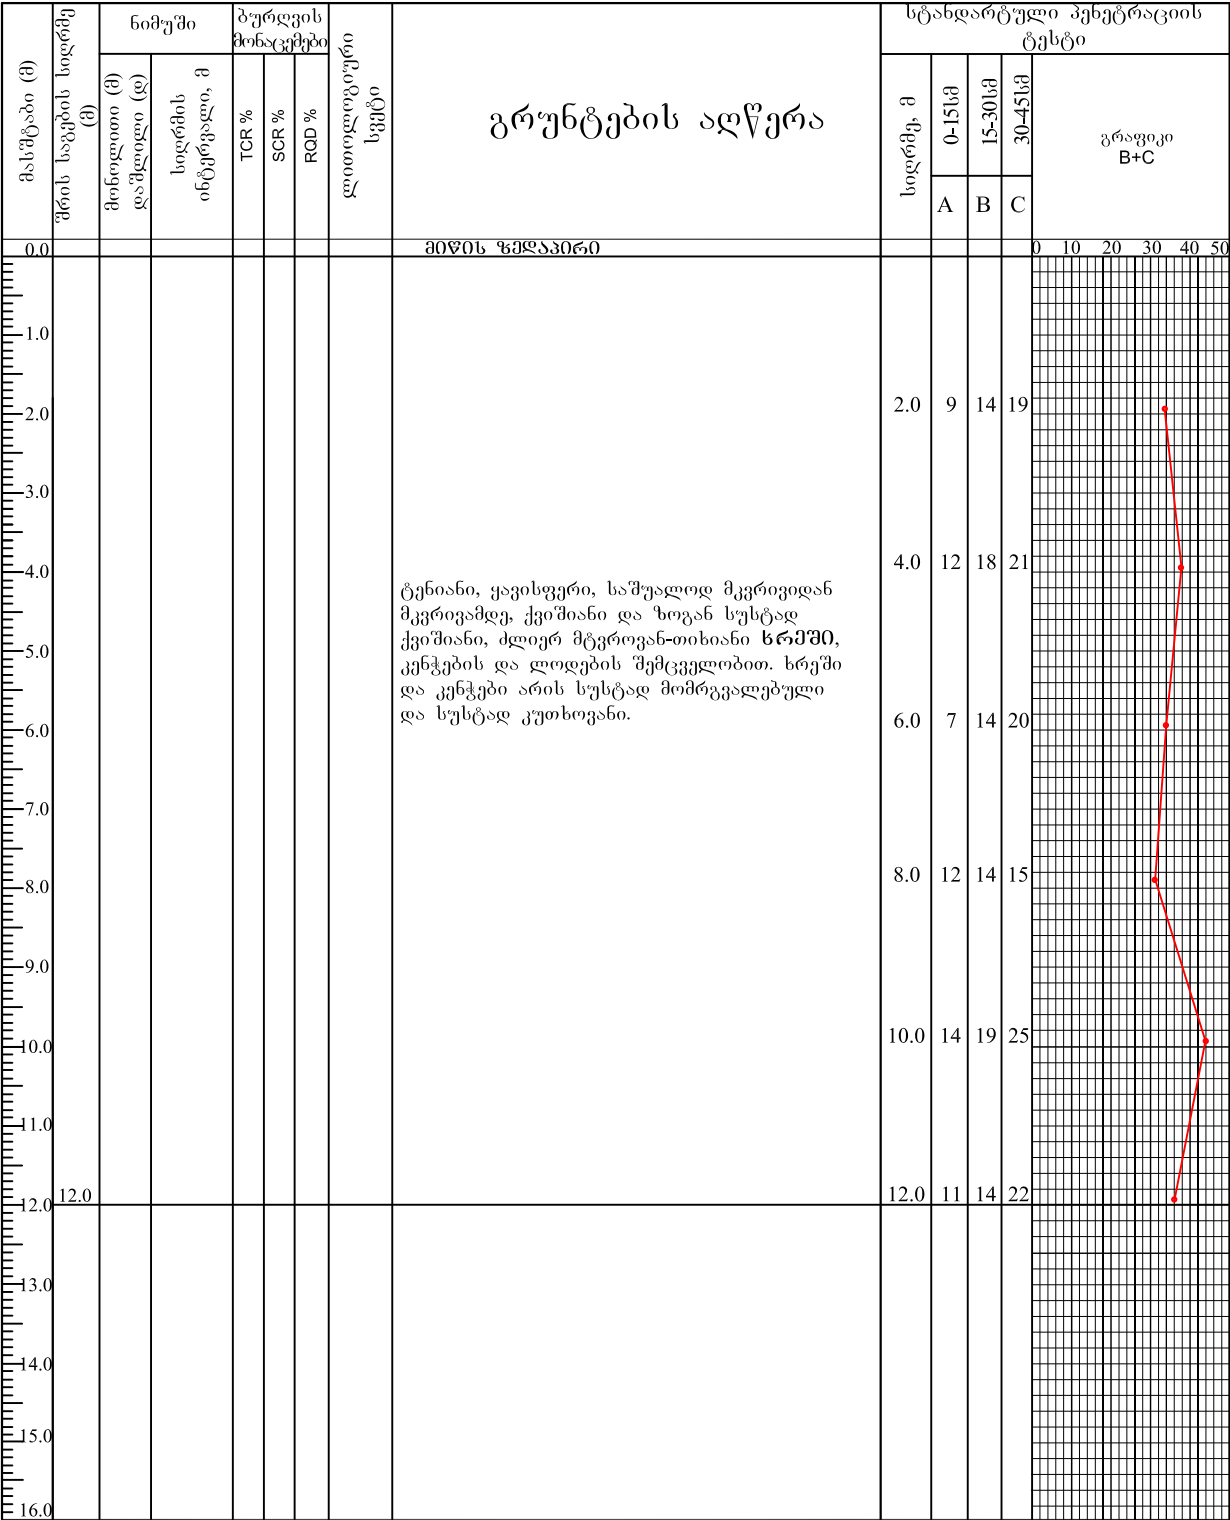 მასშტაბი (მ)
შრის საგების სიღრმე
(მ)
ნიმუში
მონოლითი (მ)
დაშლილი (დ)
სიღრმის
ინტერვალი, მ
ბურღვის
მონაცემები
TCR %
SCR %
RQD %
ლითოლოგიური
სვეტი
გრუნტების აღწერა
სტანდარტული პენეტრაციის
ტესტი
სიღრმე, მ
0-15სმ
15-30სმ
30-45სმ
A B C
გრაფიკი
B+C
0.0 მიწის ზედაპირი 0 10 20 30 40 50
1.0
2.0 2.0 9 14 19
3.0
4.0 4.0 12 18 21
ტენიანი, ყავისფერი, საშუალოდ მკვრივიდან
მკვრივამდე, ქვიშიანი და ზოგან სუსტად
ქვიშიანი, ძლიერ მტვროვან-თიხიანი ხრეში,
კენჭების და ლოდების შემცველობით. ხრეში
და კენჭები არის სუსტად მომრგვალებული
და სუსტად კუთხოვანი.
5.0
6.0 6.0 7 14 20
7.0
8.0 8.0 12 14 15
9.0
10.0 10.0 14 19 25
11.0
12.0 12.0 12.0 11 14 22
13.0
14.0
15.0
16.0